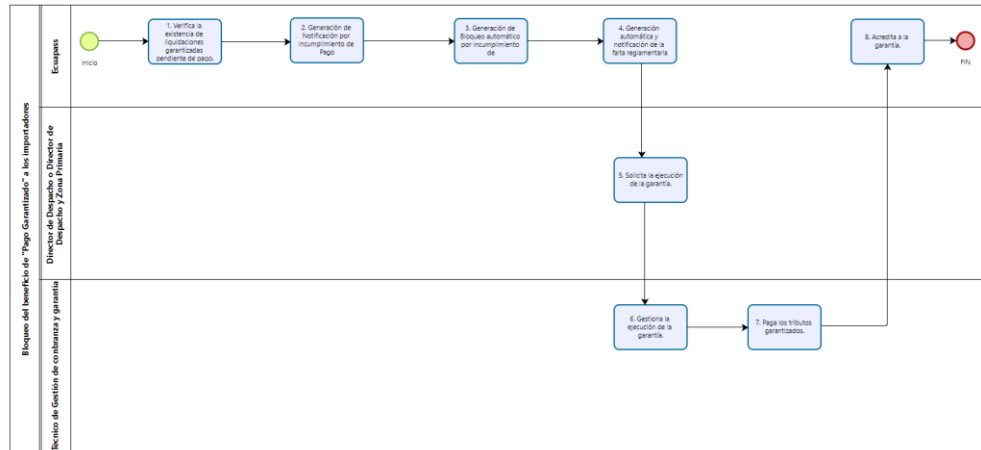 Bloqueo del beneficio de "Pago Garantizado" a los importadores
Ecuapass
Inicio
1. Verifica la
existencia de
liquidaciones
garantizadas
pendiente de pago.
2. Generación de
Notificación por
Incumplimiento de
Pago
3. Generación de
Bloqueo automático
por incumplimiento
de
4. Generación
automática y
notificación de la
falta reglamentaria
8. Acredita a la
garantía.
FIN
Director de Despacho o Director de
Despacho y Zona Primaria
5. Solicita la ejecución
de la garantía.
Técnico de Gestión de conbranza y garantía
6. Gestiona la
ejecución de la
garantía.
7. Paga los tributos
garantizados.